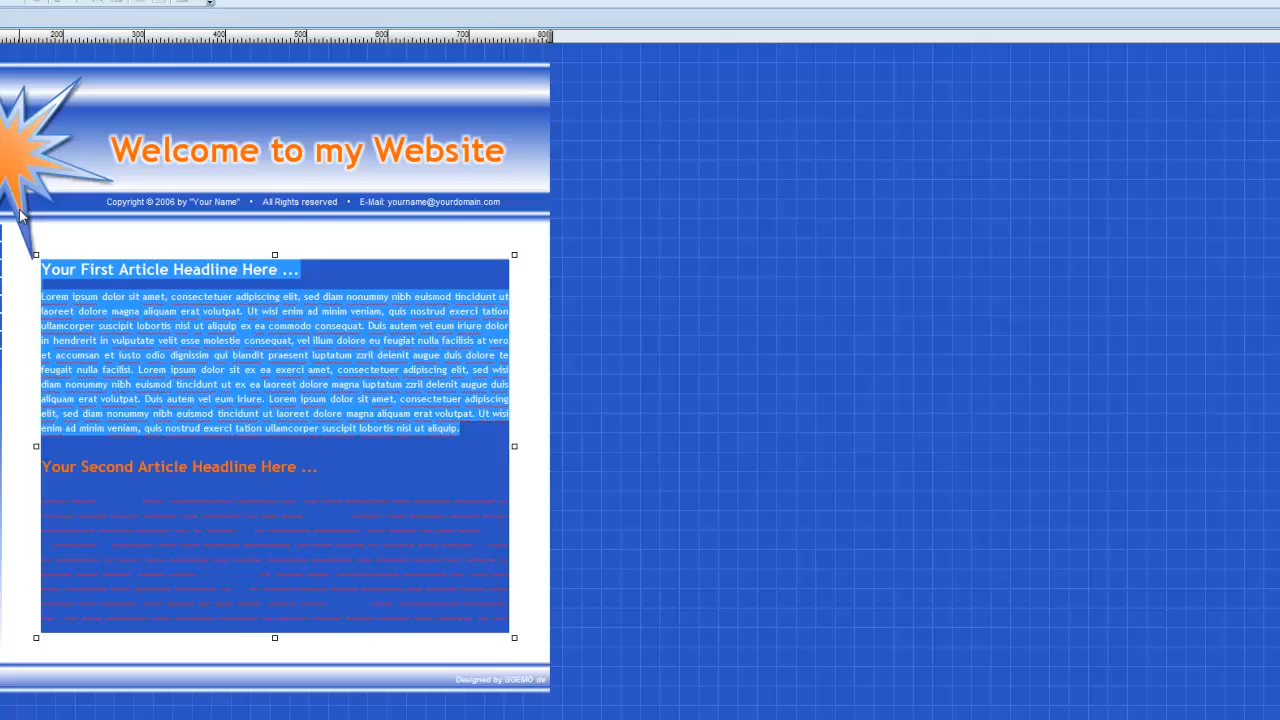 200 300 400 500 600 700 800
Welcome to my Website
Copyright © 2006 by "Your Name" • All Rights reserved • E-Mail: yourname@yourdomain.com
Your First Article Headline Here ...
Lorem ipsum dolor sit amet, consectetuer adipiscing elit, sed diam nonummy nibh euismod tincidunt ut
laoreet dolore magna aliquam erat volutpat. Ut wisi enim ad minim veniam, quis nostrud exerci tation
ullamcorper suscipit lobortis nisl ut aliquip ex ea commodo consequat. Duis autem vel eum iriure dolor
in hendrerit in vulputate velit esse molestie consequat, vel illum dolore eu feugiat nulla facilisis at vero
et accumsan et iusto odio dignissim qui blandit praesent luptatum zzril delenit augue duis dolore te
feugait nulla facilisi. Lorem ipsum dolor sit ex ea exerci amet, consectetuer adipiscing elit, sed wisi
diam nonummy nibh euismod tincidunt ut ex ea laoreet dolore magna luptatum zzril delenit augue duis
aliquam erat volutpat. Duis autem vel eum iriure. Lorem ipsum dolor sit amet, consectetuer adipiscing
elit, sed diam nonummy nibh euismod tincidunt ut laoreet dolore magna aliquam erat volutpat. Ut wisi
enim ad minim veniam, quis nostrud exerci tation ullamcorper suscipit lobortis nisl ut aliquip.
Your Second Article Headline Here ...
Designed by GOEMO.de